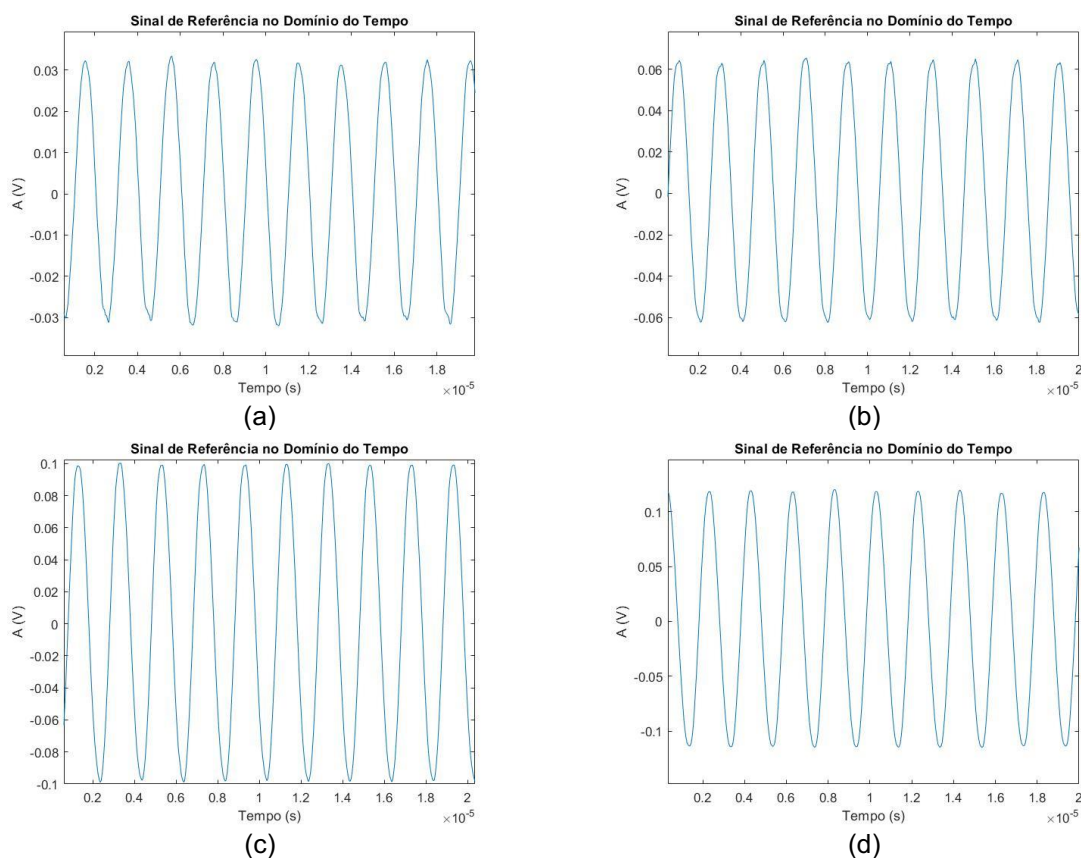 Sinal de Referência no Domínio do Tempo
A (V)
0.03
0.02
0.01
0
-0.01
-0.02
-0.03
0.2 0.4 0.6 0.8 1 1.2 1.4 1.6 1.8
Tempo (s)
×10-5
(a)
Sinal de Referência no Domínio do Tempo
A (V)
0.06
0.04
0.02
0
-0.02
-0.04
-0.06
0.2 0.4 0.6 0.8 1 1.2 1.4 1.6 1.8 2
Tempo (s)
×10-5
(b)
Sinal de Referência no Domínio do Tempo
A (V)
0.1
0.08
0.06
0.04
0.02
0
-0.02
-0.04
-0.06
-0.08
-0.1
0.2 0.4 0.6 0.8 1 1.2 1.4 1.6 1.8 2
Tempo (s)
×10-5
(c)
Sinal de Referência no Domínio do Tempo
A (V)
0.1
0.05
0
-0.05
-0.1
0.2 0.4 0.6 0.8 1 1.2 1.4 1.6 1.8 2
Tempo (s)
×10-5
(d)